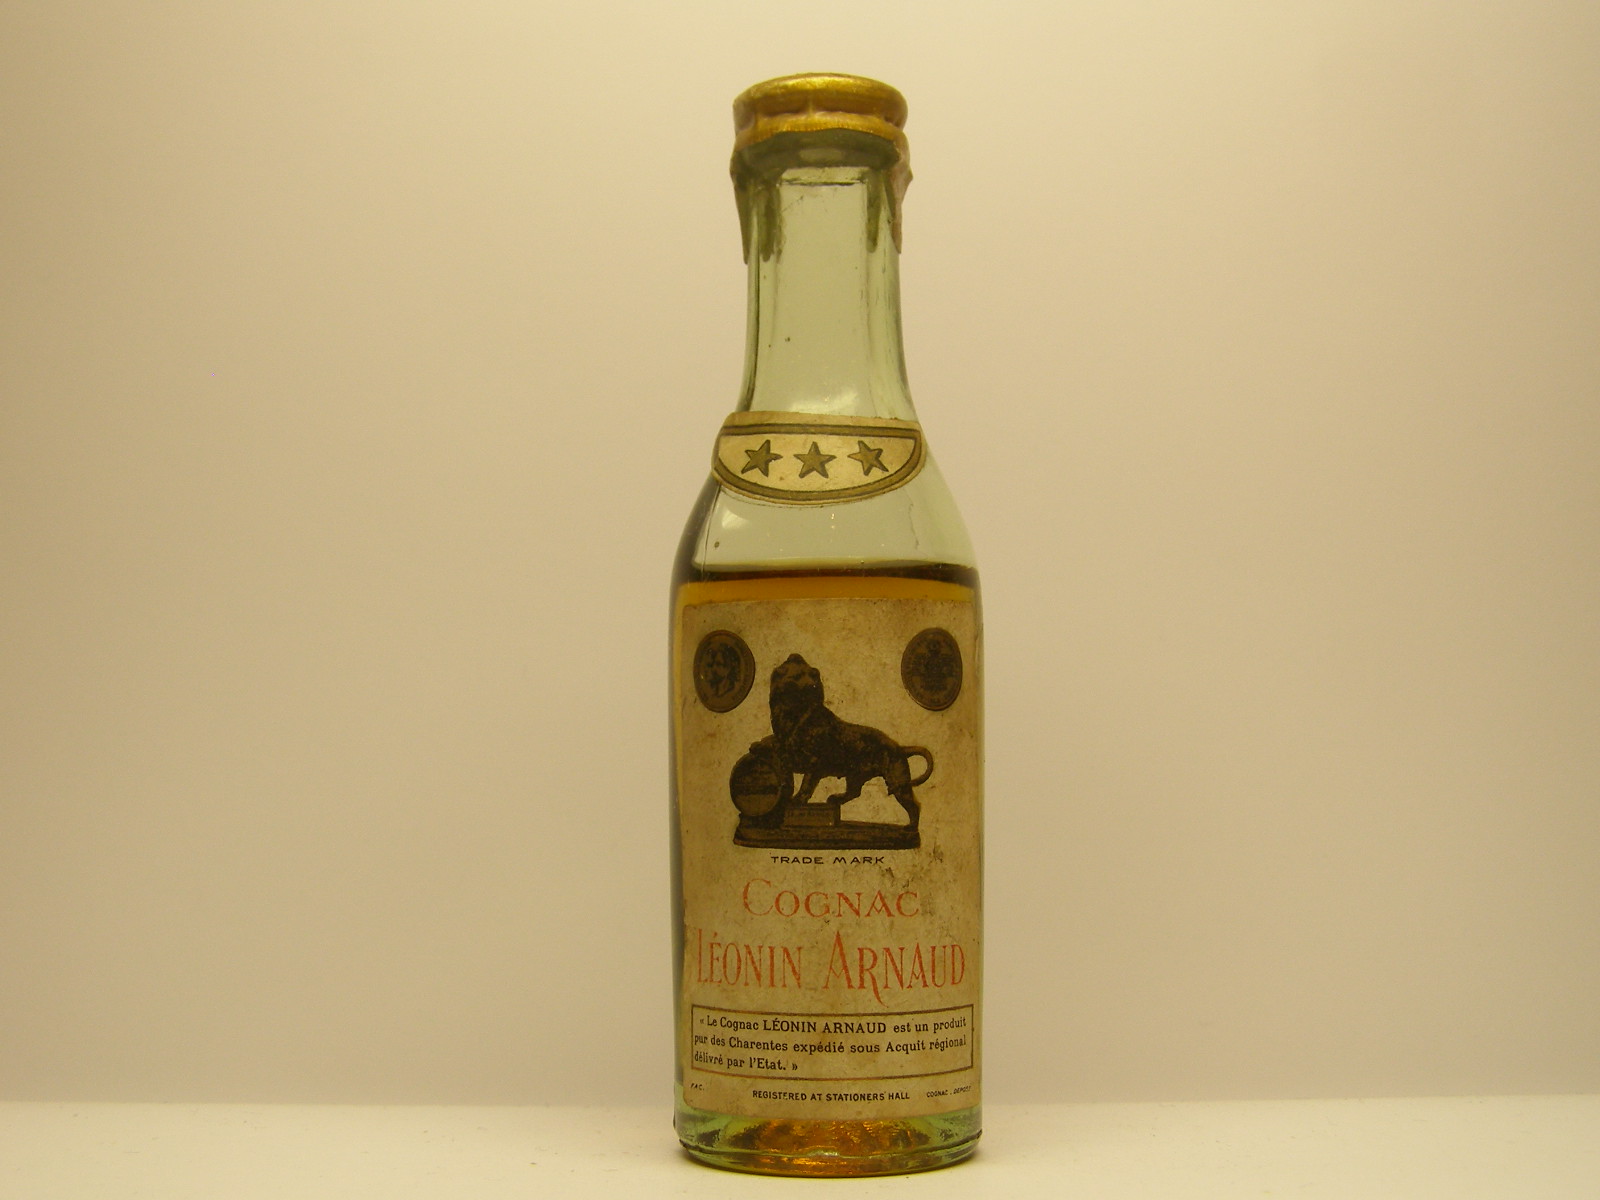 TRADE MARK
COGNAC
LÉONIN ARNAUD
« Le Cognac LÉONIN ARNAUD est un produit
pur des Charentes expédié sous Acquit régional
délivré par l'Etat. »
REGISTERED AT STATIONERS HALL COGNAC